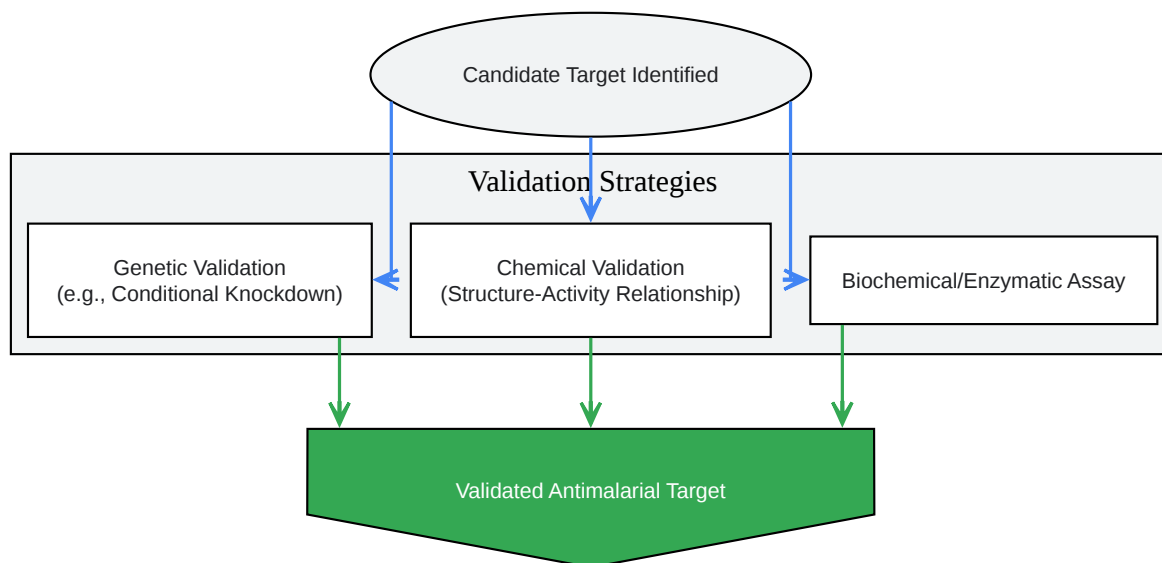 Candidate Target Identified
Validation Strategies
Genetic Validation
(e.g., Conditional Knockdown)
Chemical Validation
(Structure-Activity Relationship)
Biochemical/Enzymatic Assay
Validated Antimalarial Target